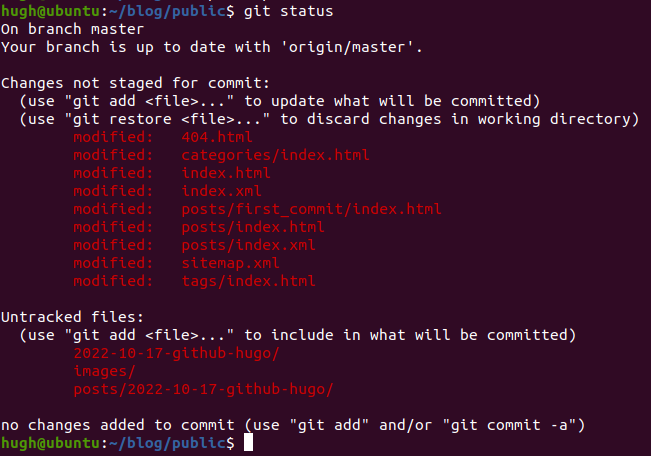 hugh@ubuntu:~/blog/public$ git status
On branch master
Your branch is up to date with 'origin/master'.

Changes not staged for commit:
  (use "git add <file>..." to update what will be committed)
  (use "git restore <file>..." to discard changes in working directory)
        modified:   404.html
        modified:   categories/index.html
        modified:   index.html
        modified:   index.xml
        modified:   posts/first_commit/index.html
        modified:   posts/index.html
        modified:   posts/index.xml
        modified:   sitemap.xml
        modified:   tags/index.html

Untracked files:
  (use "git add <file>..." to include in what will be committed)
        2022-10-17-github-hugo/
        images/
        posts/2022-10-17-github-hugo/

no changes added to commit (use "git add" and/or "git commit -a")
hugh@ubuntu:~/blog/public$